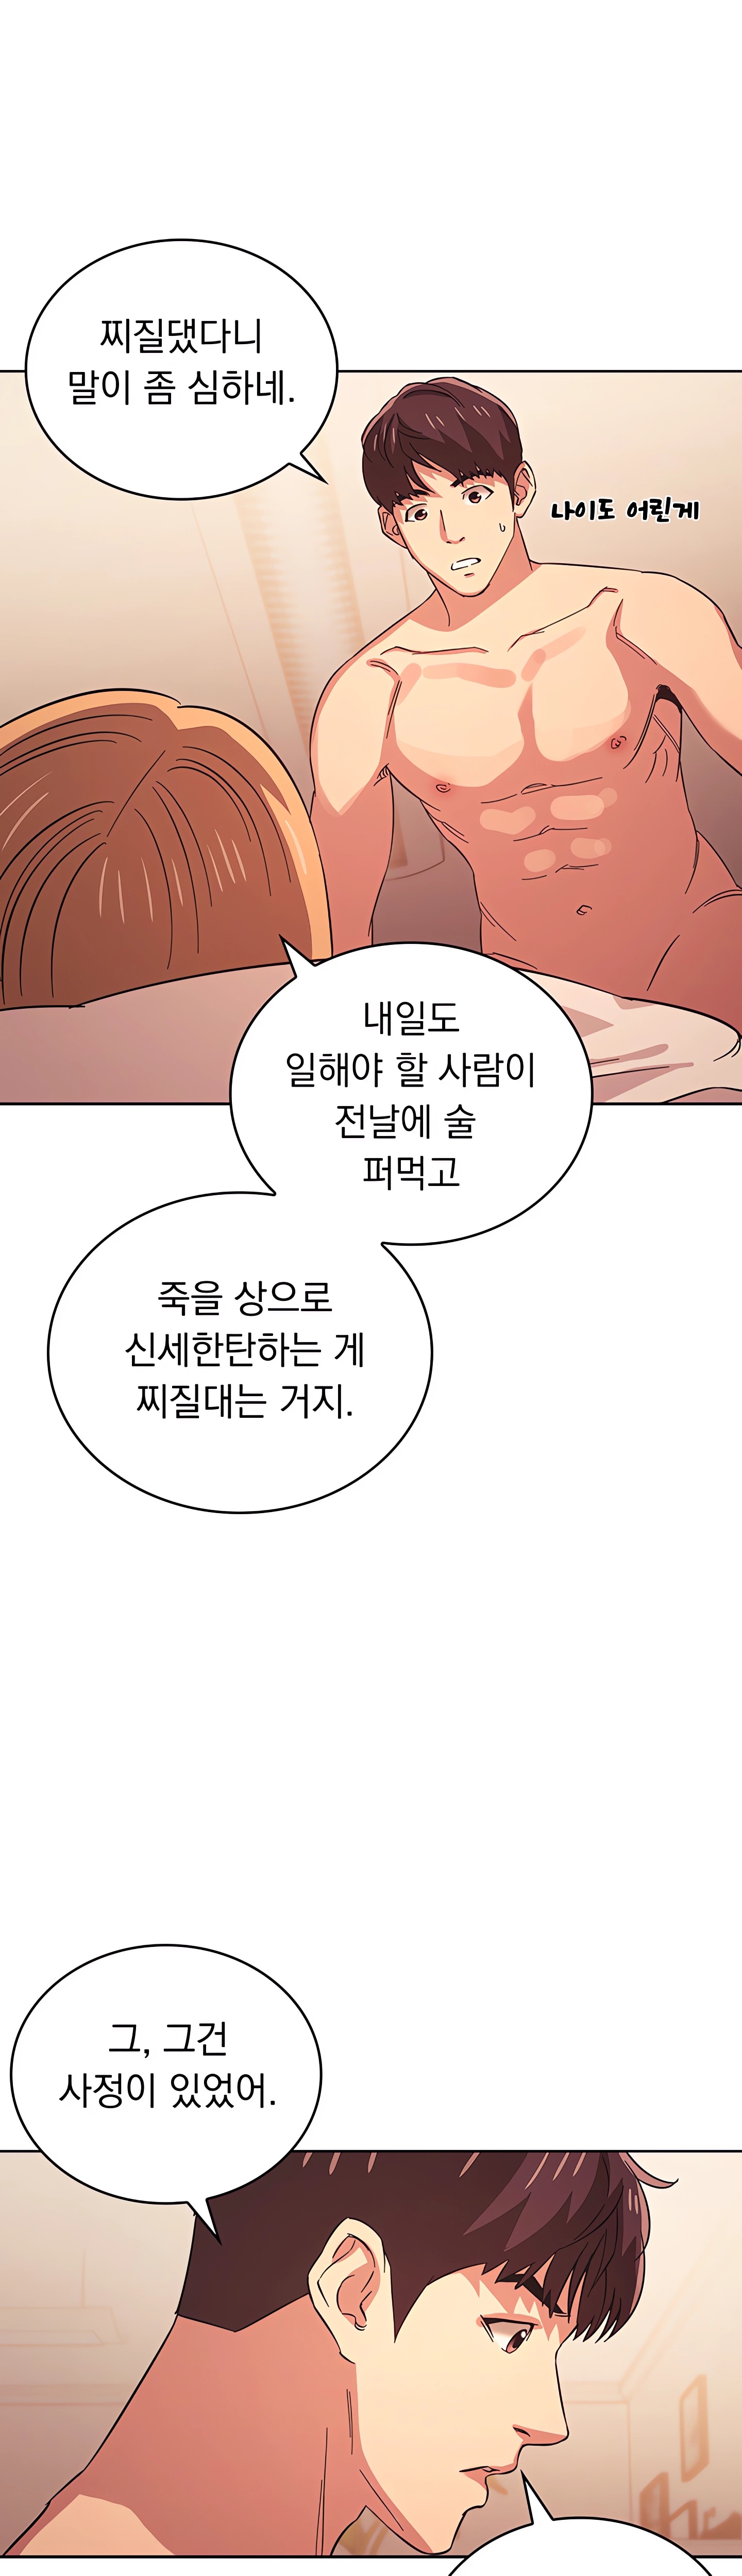 찌질댔다니
말이 좀 심하네.
나이도 어린게
내일도
일해야 할 사람이
전날에 술
퍼먹고
죽을 상으로
신세한탄하는 게
찌질대는 거지.
그, 그건
사정이 있었어.